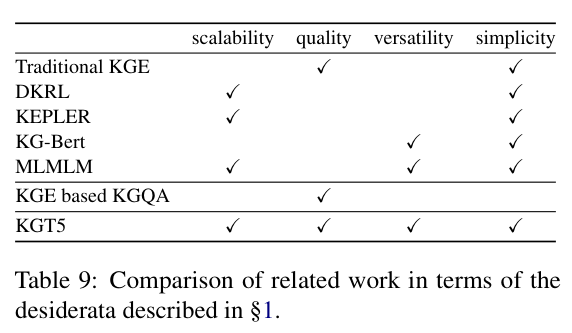 scalability quality versatility simplicity
Traditional KGE ✓ ✓
DKRL ✓ ✓
KEPLER ✓ ✓
KG-Bert ✓ ✓
MLMLM ✓ ✓ ✓
KGE based KGQA ✓
KGT5 ✓ ✓ ✓ ✓
Table 9: Comparison of related work in terms of the
desiderata described in §1.